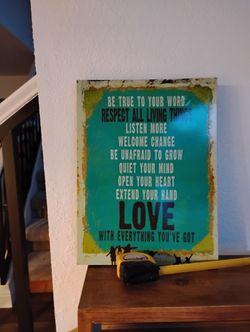 BE TRUE TO YOUR WORD
RESPECT ALL LIVING THINGS
LISTEN MORE
WELCOME CHANGE
BE UNAFRAID TO GROW
QUIET YOUR MIND
OPEN YOUR HEART
EXTEND YOUR HAND
LOVE
WITH EVERYTHING YOU'VE GOT